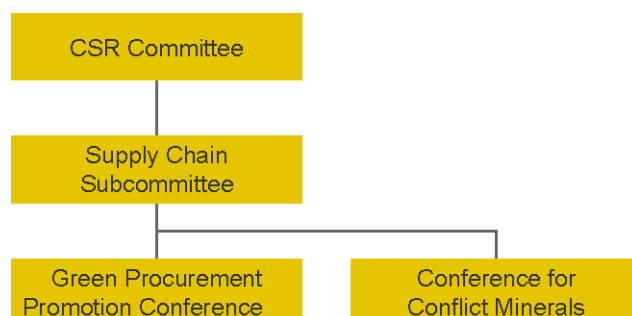 CSR Committee
Supply Chain
Subcommittee
Green Procurement
Promotion Conference
Conference for
Conflict Minerals